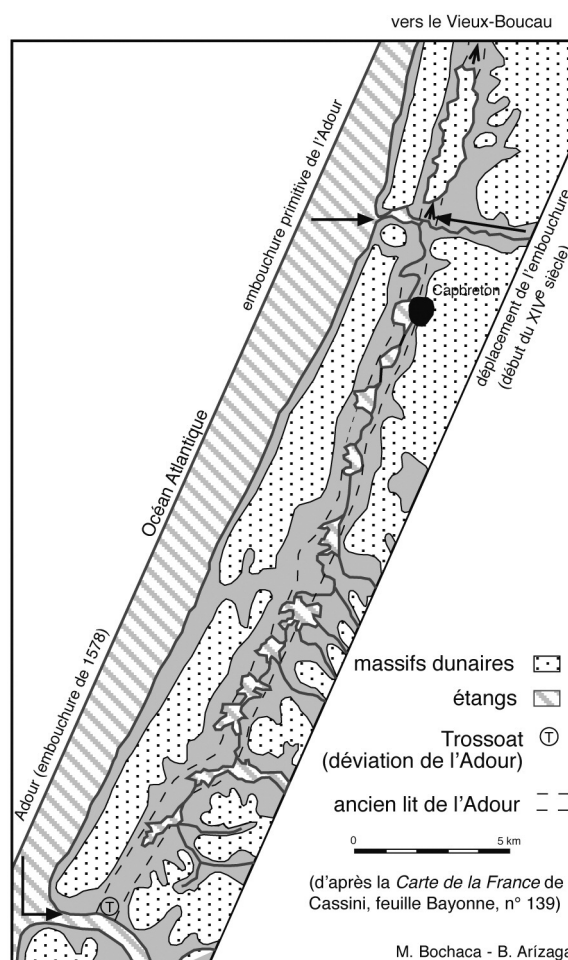 vers le Vieux-Boucau
embouchure primitive de l'Adour
Capbreton
déplacement de l'embouchure
(début du XIVe siècle)
Océan Atlantique
Adour (embouchure de 1578)
massifs dunaires
étangs
Trossoat T
(déviation de l'Adour)
ancien lit de l'Adour
0 5 km
(d'après la Carte de la France de
Cassini, feuille Bayonne, n° 139)
T
M. Bochaca - B. Arízaga